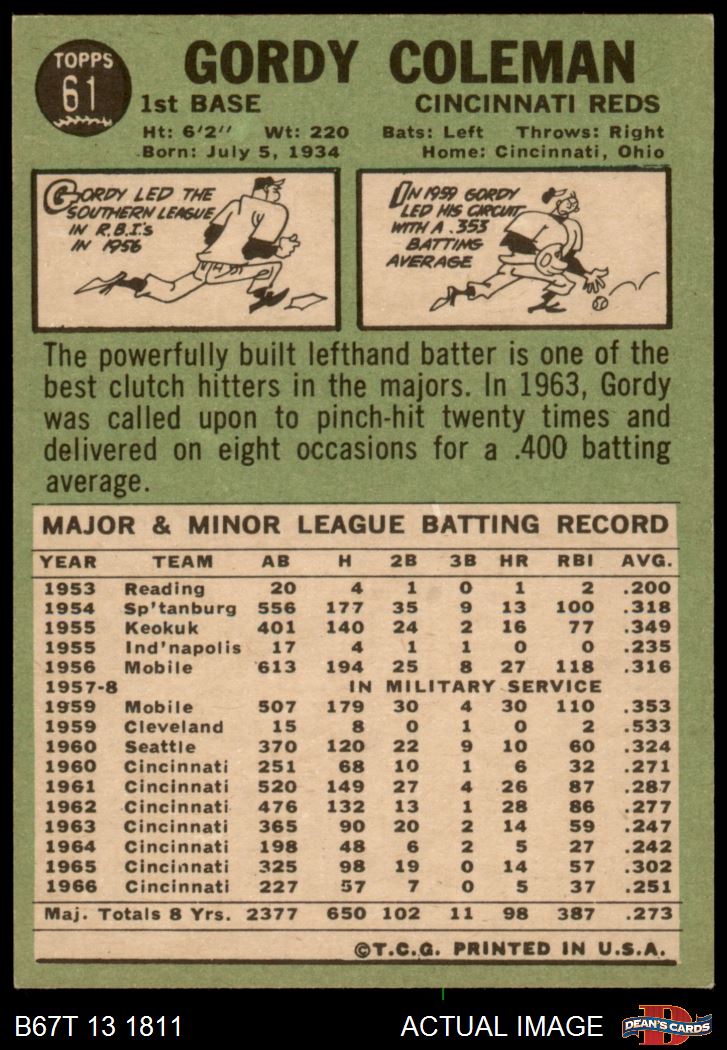 TOPPS
61
GORDY COLEMAN
1st BASE CINCINNATI REDS
Ht: 6'2" Wt: 220 Bats: Left Throws: Right
Born: July 5, 1934 Home: Cincinnati, Ohio
GORDY LED THE
SOUTHERN LEAGUE
IN R.B.I.'s
IN 1956
IN 1959 GORDY
LED HIS CIRCUIT
WITH A .353
BATTING
AVERAGE
The powerfully built lefthand batter is one of the
best clutch hitters in the majors. In 1963, Gordy
was called upon to pinch-hit twenty times and
delivered on eight occasions for a .400 batting
average.
MAJOR & MINOR LEAGUE BATTING RECORD
YEAR TEAM AB H 2B 3B HR RBI AVG.
1953 Reading 20 4 1 0 1 2 .200
1954 Sp'tanburg 556 177 35 9 13 100 .318
1955 Keokuk 401 140 24 2 16 77 .349
1955 Ind'napolis 17 4 1 1 0 0 .235
1956 Mobile 613 194 25 8 27 118 .316
1957-8 IN MILITARY SERVICE
1959 Mobile 507 179 30 4 30 110 .353
1959 Cleveland 15 8 0 1 0 2 .533
1960 Seattle 370 120 22 9 10 60 .324
1960 Cincinnati 251 68 10 1 6 32 .271
1961 Cincinnati 520 149 27 4 26 87 .287
1962 Cincinnati 476 132 13 1 28 86 .277
1963 Cincinnati 365 90 20 2 14 59 .247
1964 Cincinnati 198 48 6 2 5 27 .242
1965 Cincinnati 325 98 19 0 14 57 .302
1966 Cincinnati 227 57 7 0 5 37 .251
Maj. Totals 8 Yrs. 2377 650 102 11 98 387 .273
©T.C.G. PRINTED IN U.S.A.
B67T 13 1811 ACTUAL IMAGE
D
DEAN'S CARDS